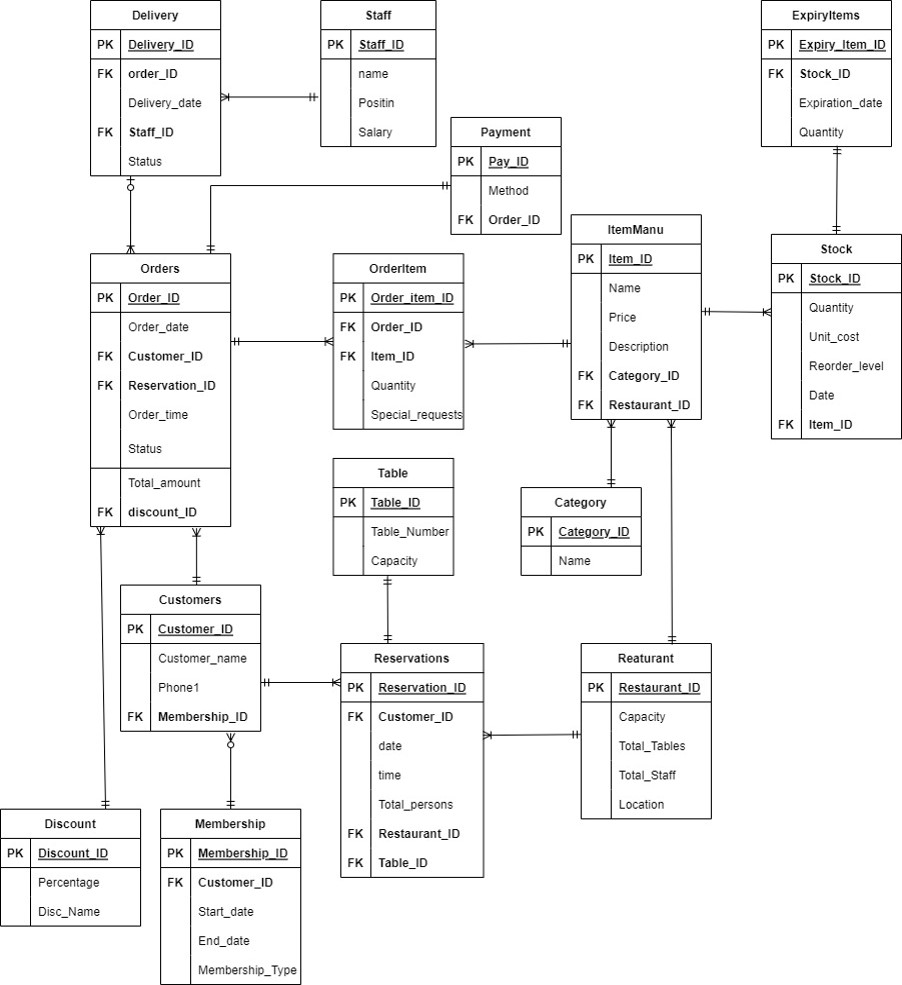 Delivery
PK Delivery_ID
FK order_ID
Delivery_date
FK Staff_ID
Status
Staff
PK Staff_ID
name
Positin
Salary
ExpiryItems
PK Expiry_Item_ID
FK Stock_ID
Expiration_date
Quantity
Payment
PK Pay_ID
Method
FK Order_ID
ItemManu
PK Item_ID
Name
Price
Description
FK Category_ID
FK Restaurant_ID
Stock
PK Stock_ID
Quantity
Unit_cost
Reorder_level
Date
FK Item_ID
Orders
PK Order_ID
Order_date
FK Customer_ID
FK Reservation_ID
Order_time
Status
Total_amount
FK discount_ID
OrderItem
PK Order_item_ID
FK Order_ID
FK Item_ID
Quantity
Special_requests
Table
PK Table_ID
Table_Number
Capacity
Category
PK Category_ID
Name
Customers
PK Customer_ID
Customer_name
Phone1
FK Membership_ID
Reservations
PK Reservation_ID
FK Customer_ID
date
time
Total_persons
FK Restaurant_ID
FK Table_ID
Reaturant
PK Restaurant_ID
Capacity
Total_Tables
Total_Staff
Location
Discount
PK Discount_ID
Percentage
Disc_Name
Membership
PK Membership_ID
FK Customer_ID
Start_date
End_date
Membership_Type